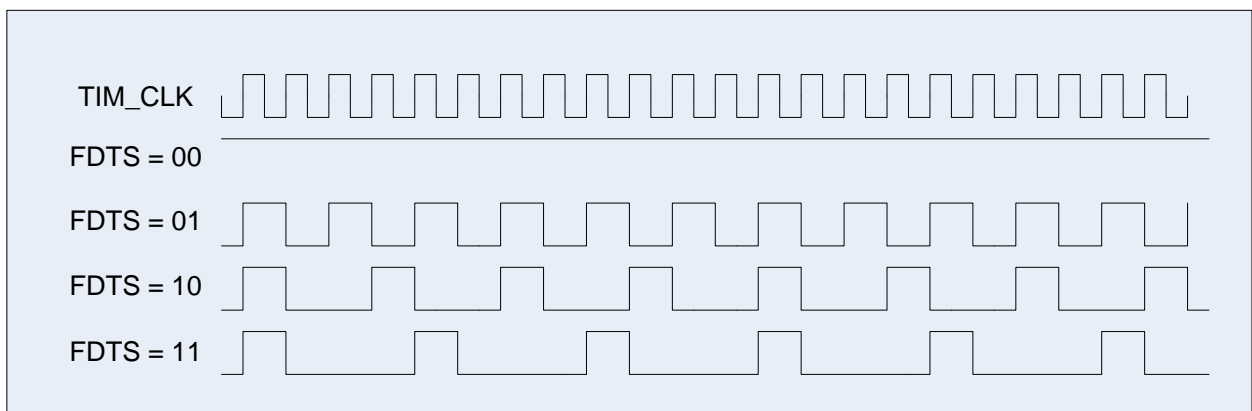 TIM_CLK
FDTS = 00
FDTS = 01
FDTS = 10
FDTS = 11